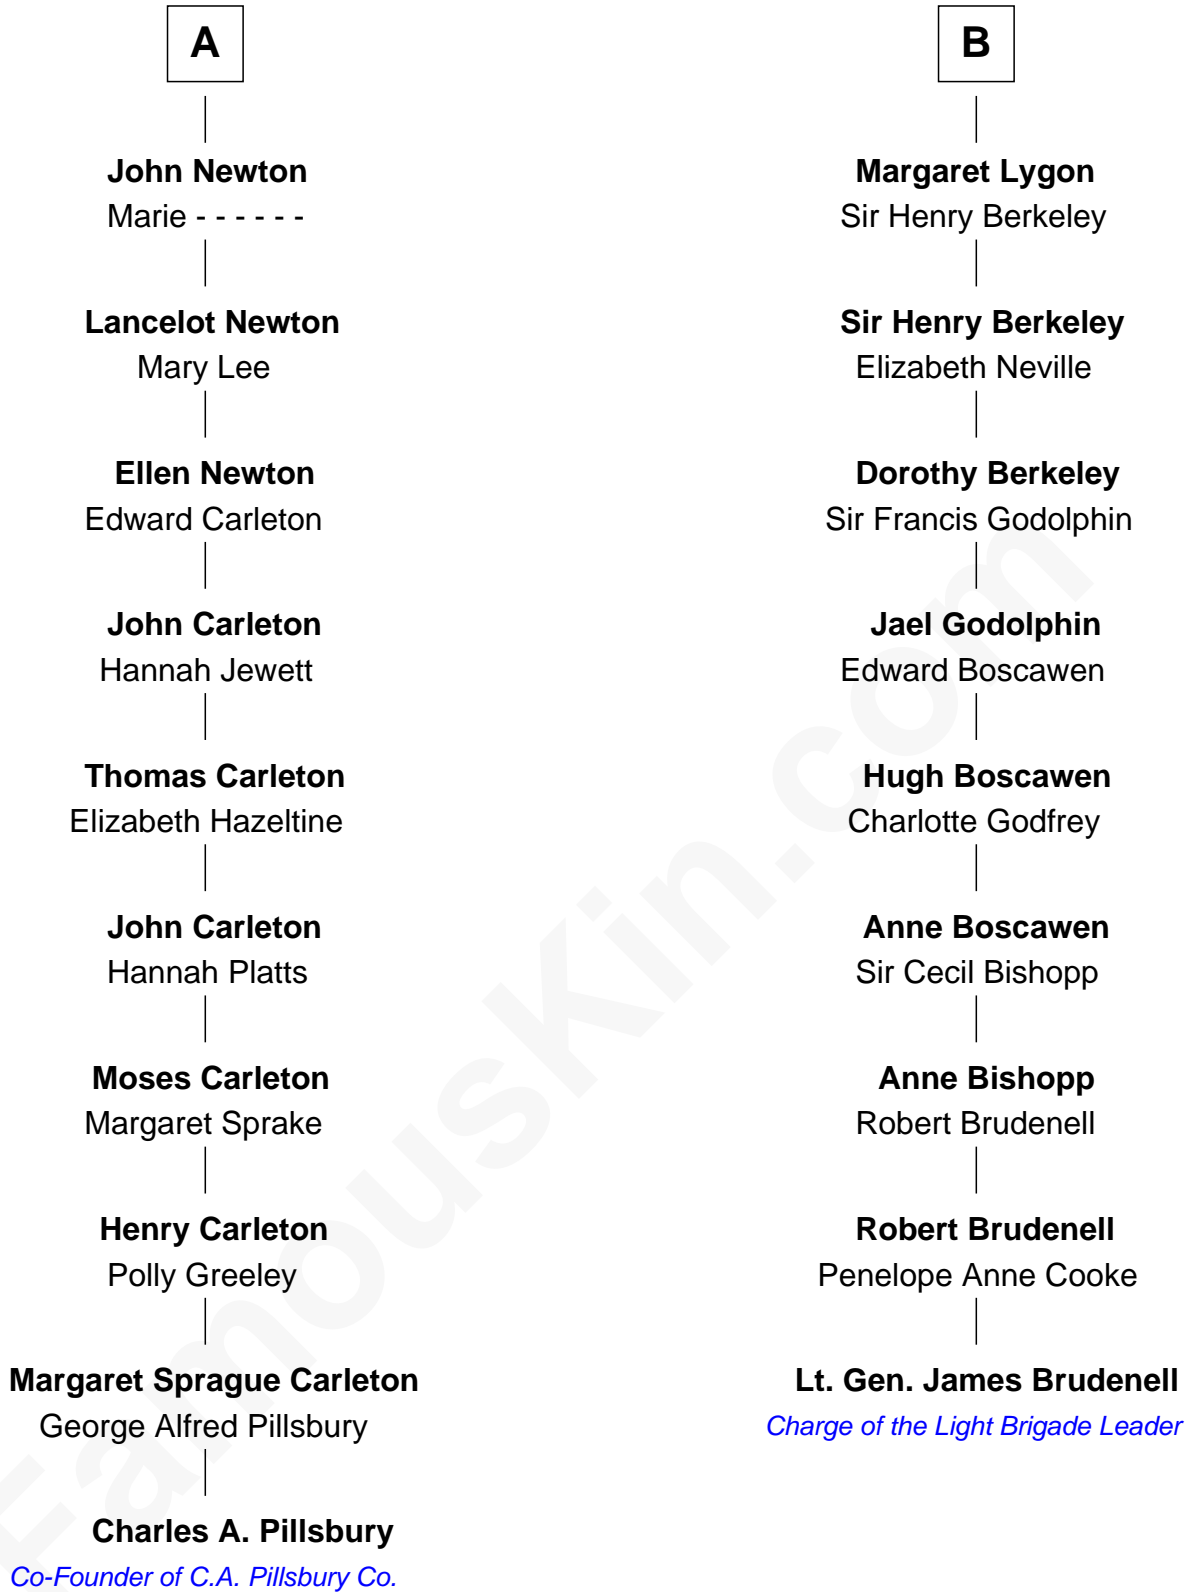 A
John Newton
Marie - - - - - -
Lancelot Newton
Mary Lee
Ellen Newton
Edward Carleton
John Carleton
Hannah Jewett
Thomas Carleton
Elizabeth Hazeltine
John Carleton
Hannah Platts
Moses Carleton
Margaret Sprake
Henry Carleton
Polly Greeley
Margaret Sprague Carleton
George Alfred Pillsbury
Charles A. Pillsbury
Co-Founder of C.A. Pillsbury Co.
B
Margaret Lygon
Sir Henry Berkeley
Sir Henry Berkeley
Elizabeth Neville
Dorothy Berkeley
Sir Francis Godolphin
Jael Godolphin
Edward Boscawen
Hugh Boscawen
Charlotte Godfrey
Anne Boscawen
Sir Cecil Bishopp
Anne Bishopp
Robert Brudenell
Robert Brudenell
Penelope Anne Cooke
Lt. Gen. James Brudenell
Charge of the Light Brigade Leader
FamousKin.com